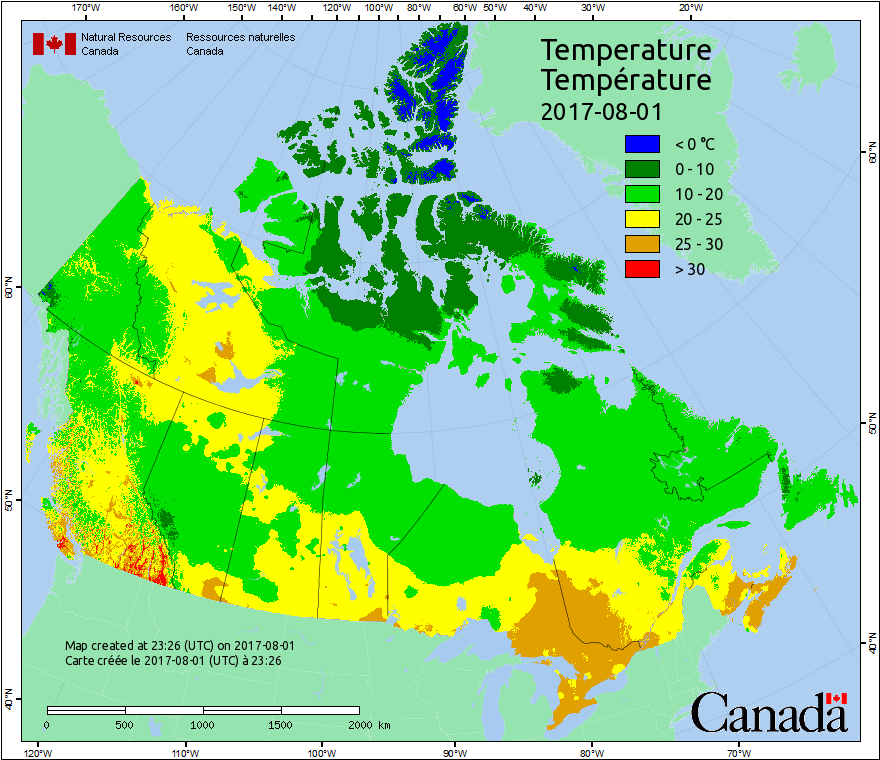 170°W 160°W 150°W 140°W 120°W 100°W 80°W 60°W 50°W 40°W 30°W 20°W
Natural Resources Ressources naturelles
Canada Canada
Temperature
Température
2017-08-01
< 0 °C
0 - 10
10 - 20
20 - 25
25 - 30
> 30
60°N
60°N
50°N
50°N
40°N
40°N
Map created at 23:26 (UTC) on 2017-08-01
Carte créée le 2017-08-01 (UTC) à 23:26
0 500 1000 1500 2000 km
Canada
120°W 110°W 100°W 90°W 80°W 70°W